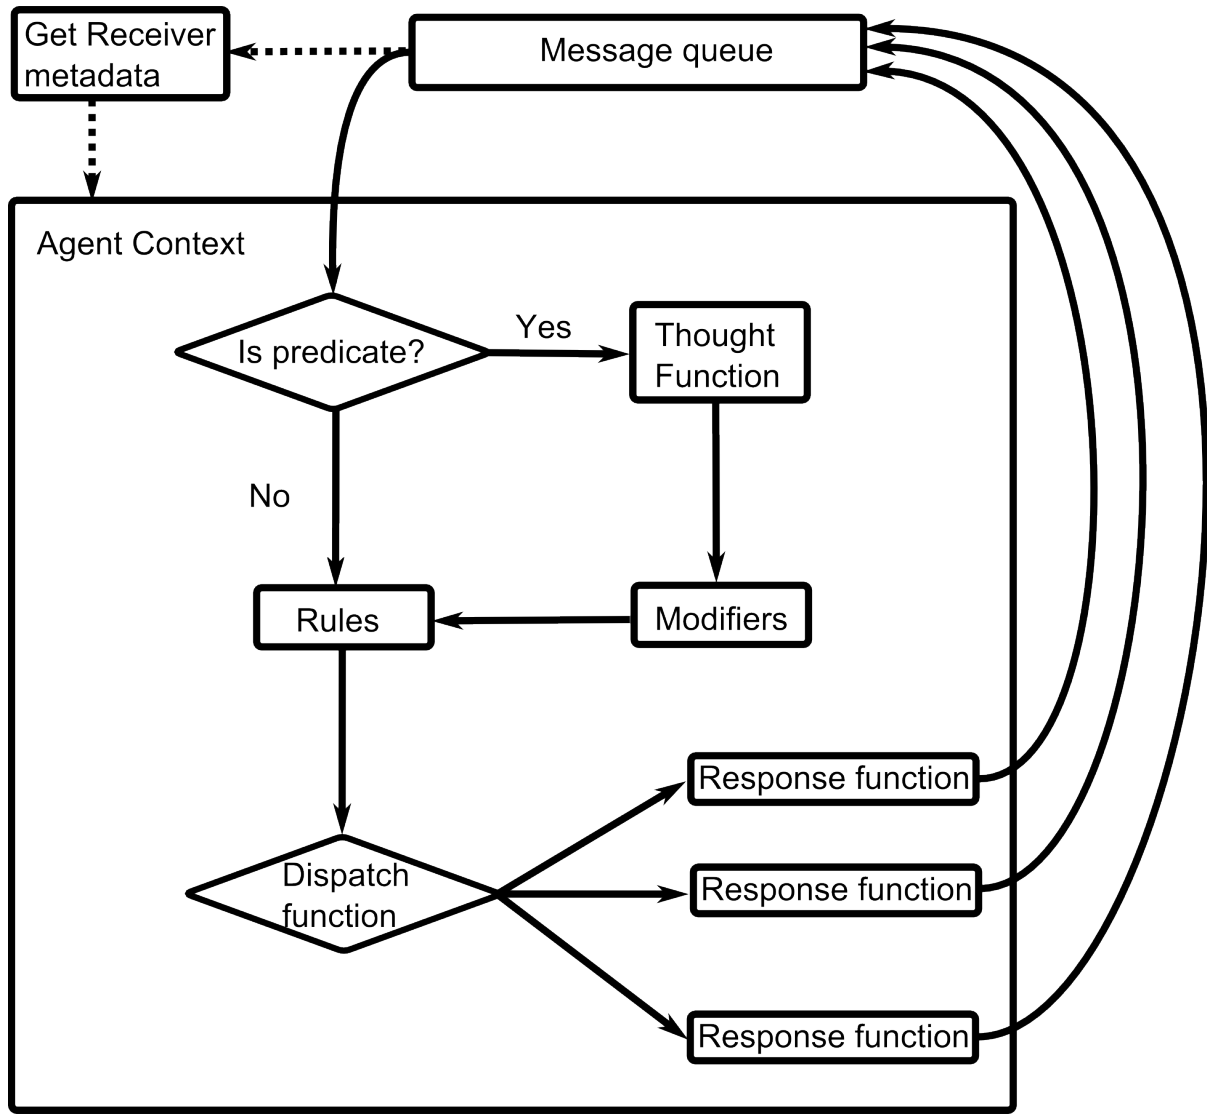 Get Receiver
metadata
Message queue
Agent Context
Is predicate?
Yes
Thought
Function
No
Rules
Modifiers
Response function
Dispatch
function
Response function
Response function